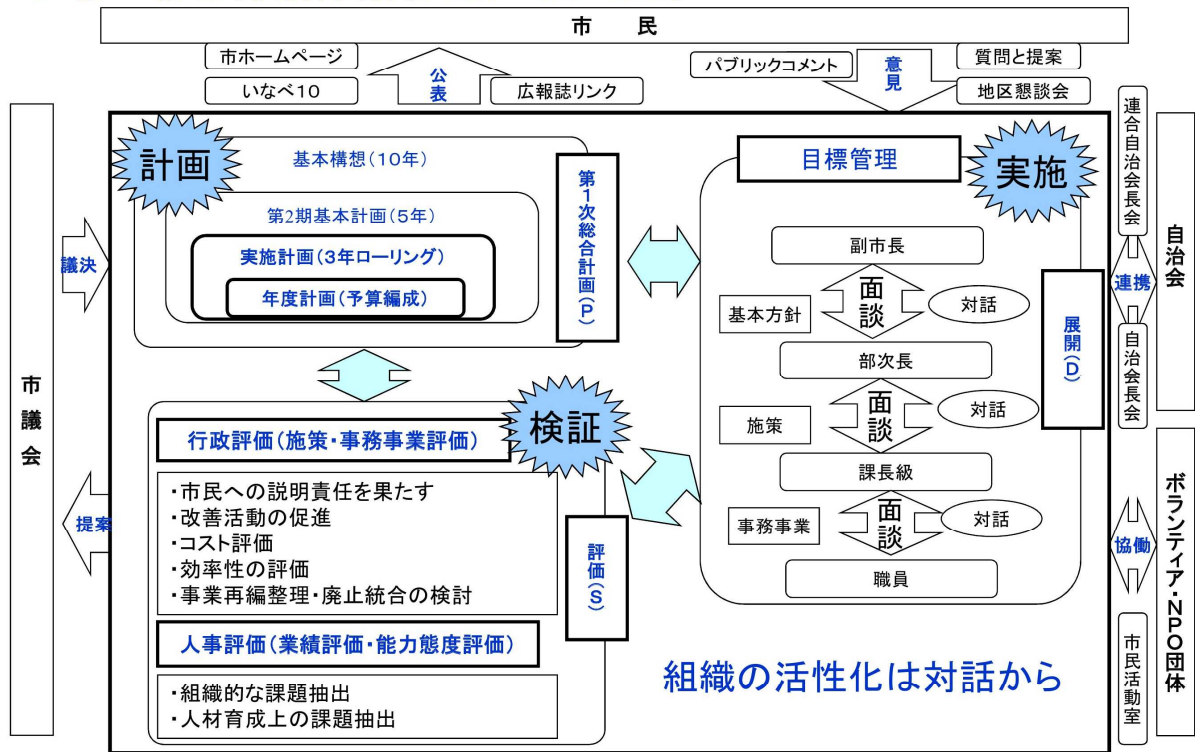 市　民
市ホームページ
いなべ１０
公表
広報誌リンク
パブリックコメント
意見
質問と提案
地区懇談会
市議会
議決
提案
計画
基本構想(10年)
第2期基本計画(5年)
実施計画(3年ローリング)
年度計画(予算編成)
第１次総合計画(P)
目標管理
実施
副市長
面談
対話
基本方針
部次長
面談
対話
施策
課長級
面談
対話
事務事業
職員
展開(D)
検証
行政評価(施策・事務事業評価)
・市民への説明責任を果たす
・改善活動の促進
・コスト評価
・効率性の評価
・事業再編整理・廃止統合の検討
人事評価(業績評価・能力態度評価)
・組織的な課題抽出
・人材育成上の課題抽出
評価(S)
組織の活性化は対話から
連合自治会長会
連携
自治会長会
自治会
協働
市民活動室
ボランティア・NPO団体